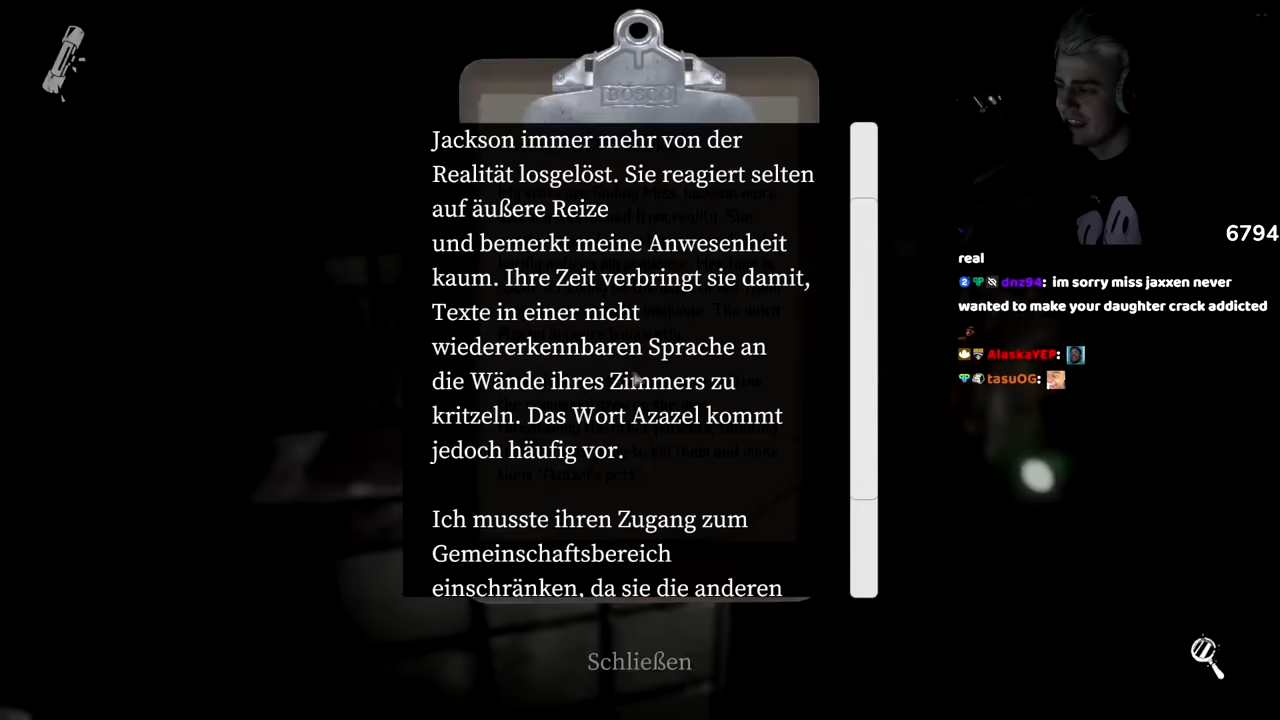 BOSCO
Jackson immer mehr von der
Realität losgelöst. Sie reagiert selten
auf äußere Reize
und bemerkt meine Anwesenheit
kaum. Ihre Zeit verbringt sie damit,
Texte in einer nicht
wiedererkennbaren Sprache an
die Wände ihres Zimmers zu
kritzeln. Das Wort Azazel kommt
jedoch häufig vor.
Ich musste ihren Zugang zum
Gemeinschaftsbereich
einschränken, da sie die anderen
Schließen
6794
real
dnz94: im sorry miss jaxxen never
wanted to make your daughter crack addicted
AlaskaYEP:
tasuOG: